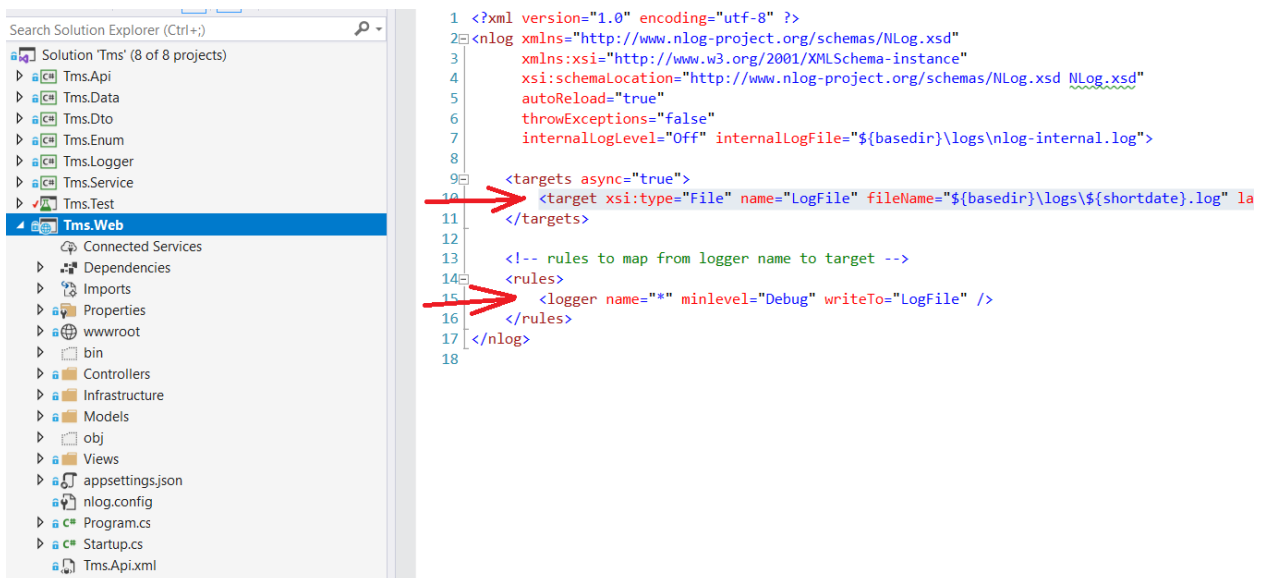 Search Solution Explorer (Ctrl+;)
Solution 'Tms' (8 of 8 projects)
C# Tms.Api
C# Tms.Data
C# Tms.Dto
C# Tms.Enum
C# Tms.Logger
C# Tms.Service
Tms.Test
Tms.Web
Connected Services
Dependencies
Imports
Properties
wwwroot
bin
Controllers
Infrastructure
Models
obj
Views
appsettings.json
nlog.config
C# Program.cs
C# Startup.cs
Tms.Api.xml
1 <?xml version="1.0" encoding="utf-8" ?>
2 <nlog xmlns="http://www.nlog-project.org/schemas/NLog.xsd"
3 xmlns:xsi="http://www.w3.org/2001/XMLSchema-instance"
4 xsi:schemaLocation="http://www.nlog-project.org/schemas/NLog.xsd NLog.xsd"
5 autoReload="true"
6 throwExceptions="false"
7 internalLogLevel="Off" internalLogFile="${basedir}\logs\nlog-internal.log">
8
9 <targets async="true">
10 <target xsi:type="File" name="LogFile" fileName="${basedir}\logs\${shortdate}.log" la
11 </targets>
12
13 <!-- rules to map from logger name to target -->
14 <rules>
15 <logger name="*" minlevel="Debug" writeTo="LogFile" />
16 </rules>
17 </nlog>
18